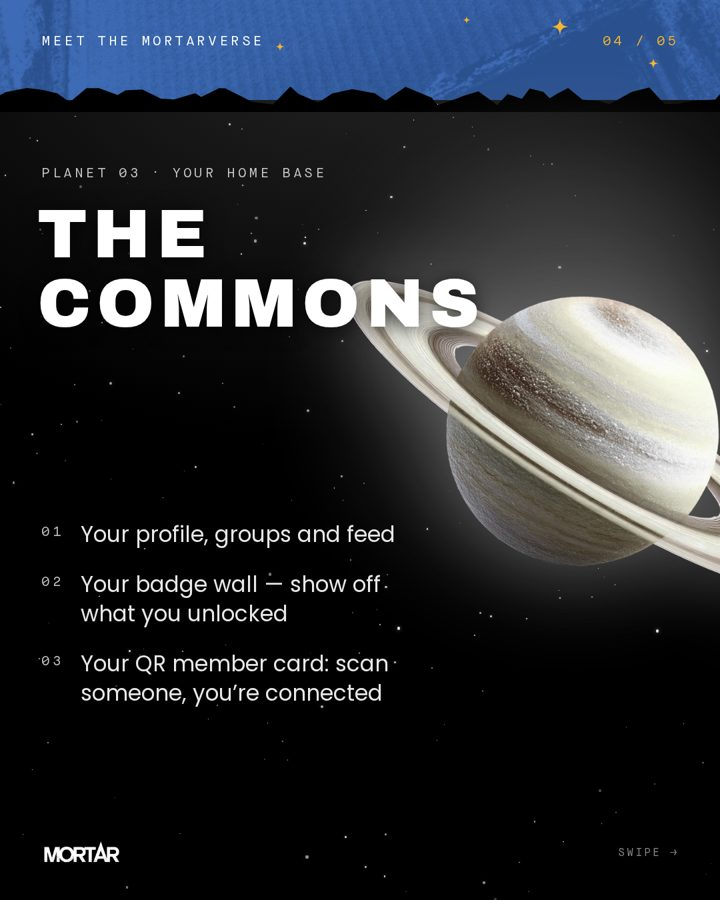 MEET THE MORTARVERSE
04 / 05
PLANET 03 · YOUR HOME BASE
THE
COMMONS
01 Your profile, groups and feed
02 Your badge wall — show off
what you unlocked
03 Your QR member card: scan
someone, you’re connected
MORTAR
SWIPE →